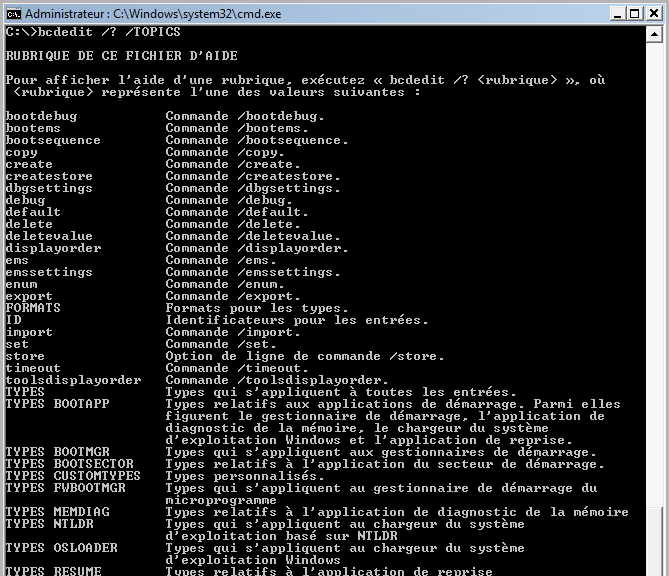 Administrateur : C:\Windows\system32\cmd.exe
C:\>bcdedit /? /TOPICS
RUBRIQUE DE CE FICHIER D'AIDE
Pour afficher l'aide d'une rubrique, exécutez « bcdedit /? <rubrique> », où
<rubrique> représente l'une des valeurs suivantes :
bootdebug Commande /bootdebug.
bootems Commande /bootems.
bootsequence Commande /bootsequence.
copy Commande /copy.
create Commande /create.
createstore Commande /createstore.
dbgsettings Commande /dbgsettings.
debug Commande /debug.
default Commande /default.
delete Commande /delete.
deletevalue Commande /deletevalue.
displayorder Commande /displayorder.
ems Commande /ems.
emssettings Commande /emssettings.
enum Commande /enum.
export Commande /export.
FORMATS Formats pour les types.
ID Identificateurs pour les entrées.
import Commande /import.
set Commande /set.
store Option de ligne de commande /store.
timeout Commande /timeout.
toolsdisplayorder Commande /toolsdisplayorder.
TYPES Types qui s'appliquent à toutes les entrées.
TYPES BOOTAPP Types relatifs aux applications de démarrage. Parmi elles
figurent le gestionnaire de démarrage, l'application de
diagnostic de la mémoire, le chargeur du système
d'exploitation Windows et l'application de reprise.
TYPES BOOTMGR Types qui s'appliquent aux gestionnaires de démarrage.
TYPES BOOTSECTOR Types relatifs à l'application du secteur de démarrage.
TYPES CUSTOMTYPES Types personnalisés.
TYPES FWBOOTMGR Types qui s'appliquent au gestionnaire de démarrage du
microprogramme
TYPES MEMDIAG Types relatifs à l'application de diagnostic de la mémoire
TYPES NTLDR Types qui s'appliquent au chargeur du système
d'exploitation basé sur NTLDR
TYPES OSLOADER Types qui s'appliquent au chargeur du système
d'exploitation Windows
TYPES RESUME Types relatifs à l'application de reprise